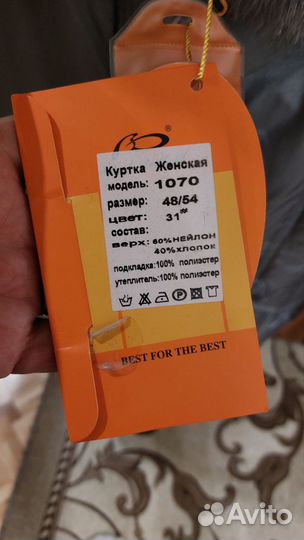 ®
Куртка Женская
модель: 1070
размер: 48/54
цвет: 31#
состав:
верх: 60%НЕЙЛОН
40%ХЛОПОК
подкладка:100% полиэстер
утеплитель:100% полиэстер
BEST FOR THE BEST
Avito